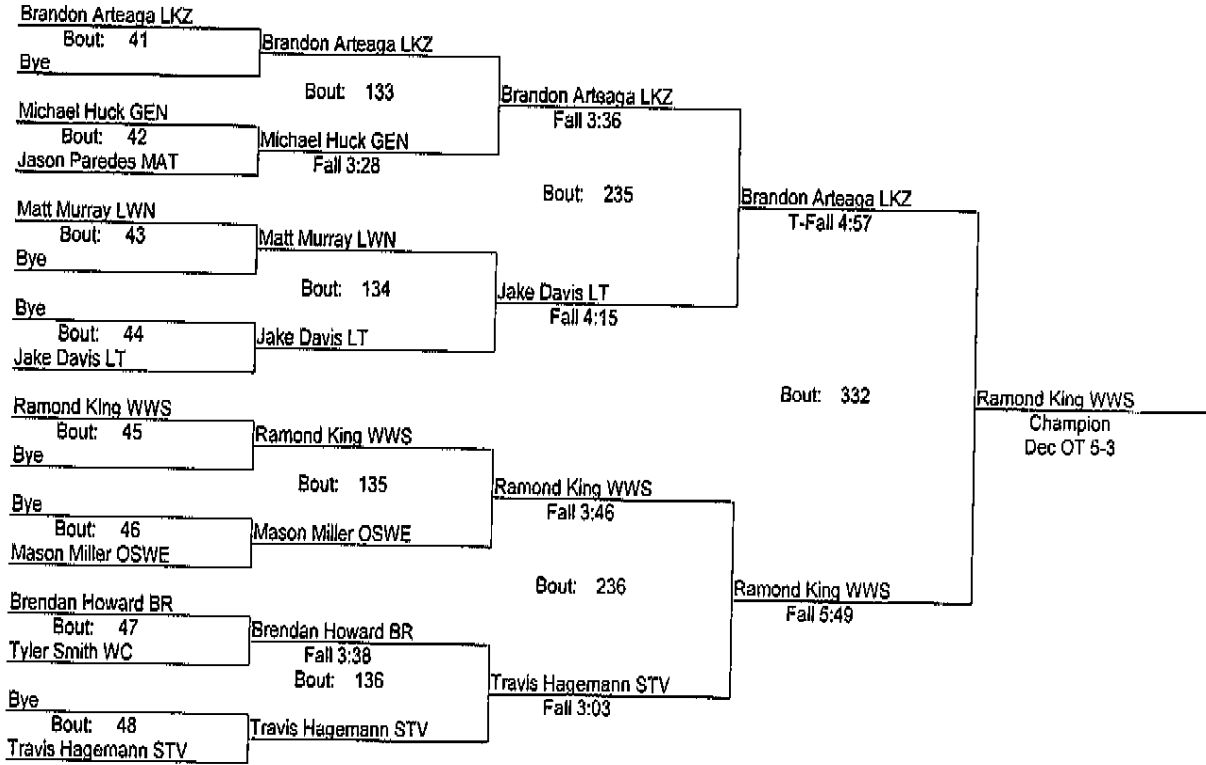 Brandon Arteaga LKZ
Bout: 41
Bye
Brandon Arteaga LKZ
Bout: 133
Michael Huck GEN
Bout: 42
Jason Paredes MAT
Michael Huck GEN
Fall 3:28
Brandon Arteaga LKZ
Fall 3:36
Bout: 235
Matt Murray LWN
Bout: 43
Bye
Matt Murray LWN
Bout: 134
Bye
Bout: 44
Jake Davis LT
Jake Davis LT
Jake Davis LT
Fall 4:15
Brandon Arteaga LKZ
T-Fall 4:57
Bout: 332
Ramond King WWS
Champion
Dec OT 5-3
Ramond King WWS
Bout: 45
Bye
Ramond King WWS
Bout: 135
Bye
Bout: 46
Mason Miller OSWE
Mason Miller OSWE
Ramond King WWS
Fall 3:46
Bout: 236
Ramond King WWS
Fall 5:49
Brendan Howard BR
Bout: 47
Tyler Smith WC
Brendan Howard BR
Fall 3:38
Bout: 136
Bye
Bout: 48
Travis Hagemann STV
Travis Hagemann STV
Travis Hagemann STV
Fall 3:03